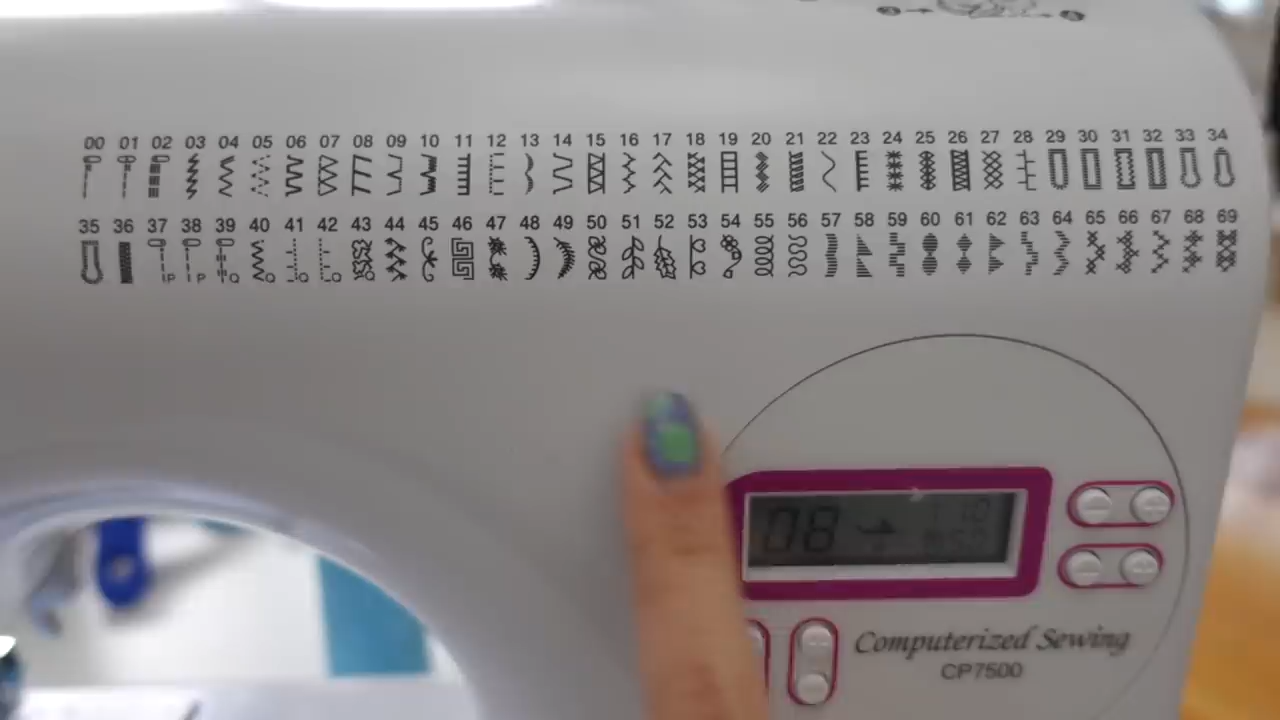 00 01 02 03 04 05 06 07 08 09 10 11 12 13 14 15 16 17 18 19 20 21 22 23 24 25 26 27 28 29 30 31 32 33 34
35 36 37 38 39 40 41 42 43 44 45 46 47 48 49 50 51 52 53 54 55 56 57 58 59 60 61 62 63 64 65 66 67 68 69
08
Computerized Sewing
CP7500